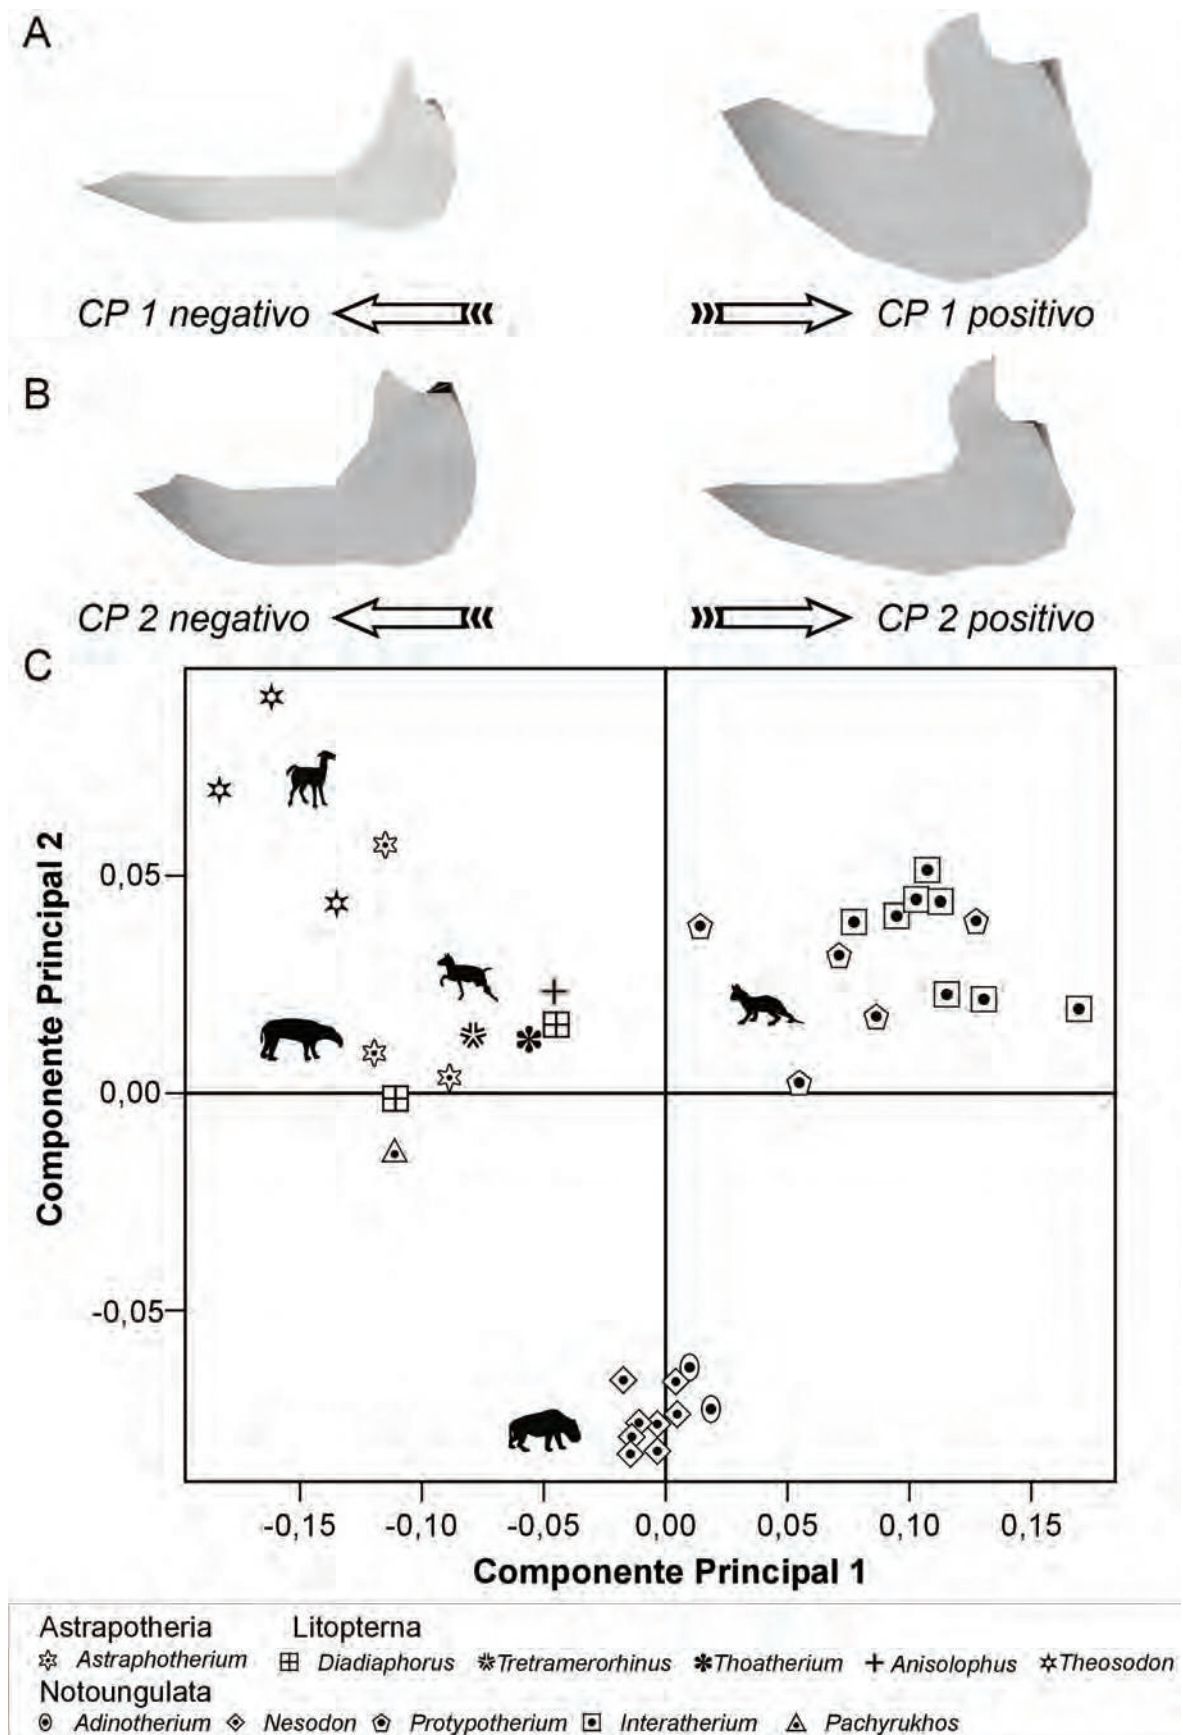 A
CP 1 negativo
CP 1 positivo
B
CP 2 negativo
CP 2 positivo
C
Componente Principal 2
0,05
0,00
-0,05
-0,15 -0,10 -0,05 0,00 0,05 0,10 0,15
Componente Principal 1
Astrapotheria Litopterna
Astraphotherium Diadiaphorus Tretramerorhinus Thoatherium Anisolophus Theosodon
Notoungulata
Adinotherium Nesodon Protypotherium Interatherium Pachyrukhos